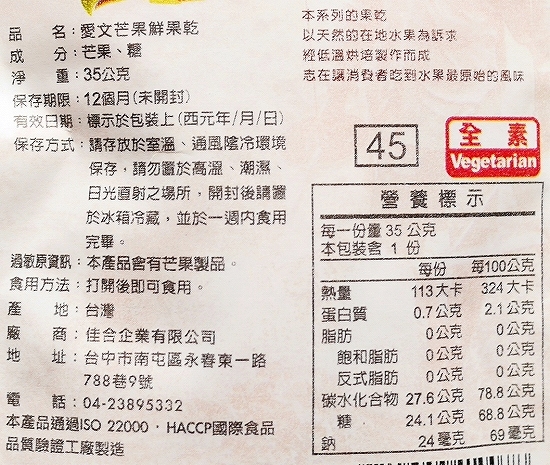 品　　名：愛文芒果鮮果乾
成　　分：芒果、糖
淨　　重：35公克
保存期限：12個月(未開封)
有效日期：標示於包裝上(西元年/月/日)
保存方式：請存放於室溫、通風陰冷環境
保存，請勿置於高溫、潮濕、
日光直射之場所，開封後請置
於冰箱冷藏，並於一週內食用
完畢。
過敏原資訊：本產品含有芒果製品。
食用方法：打開後即可食用。
產　　地：台灣
廠　　商：佳合企業有限公司
地　　址：台中市南屯區永春東一路
788巷9號
電　　話：04-23895332
本產品通過ISO 22000、HACCP國際食品
品質驗證工廠製造
本系列的果乾
以天然的在地水果為訴求
經低溫烘焙製作而成
志在讓消費者吃到水果最原始的風味
45
全素
Vegetarian
營養標示
每一份量 35 公克
本包裝含 1 份
每份 每100公克
熱量 113大卡 324大卡
蛋白質 0.7公克 2.1公克
脂肪 0公克 0公克
飽和脂肪 0公克 0公克
反式脂肪 0公克 0公克
碳水化合物 27.6公克 78.8公克
糖 24.1公克 68.8公克
鈉 24毫克 69毫克